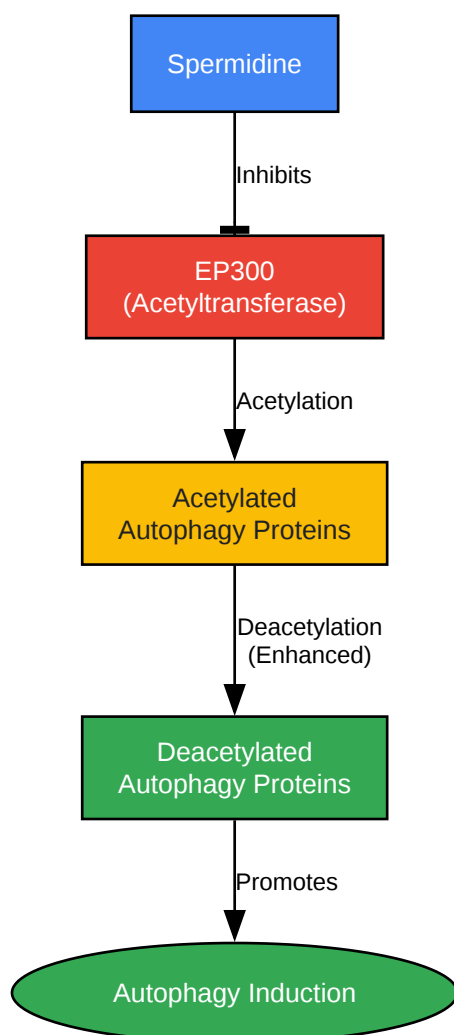 Spermidine
Inhibits
EP300
(Acetyltransferase)
Acetylation
Acetylated
Autophagy Proteins
Deacetylation
(Enhanced)
Deacetylated
Autophagy Proteins
Promotes
Autophagy Induction